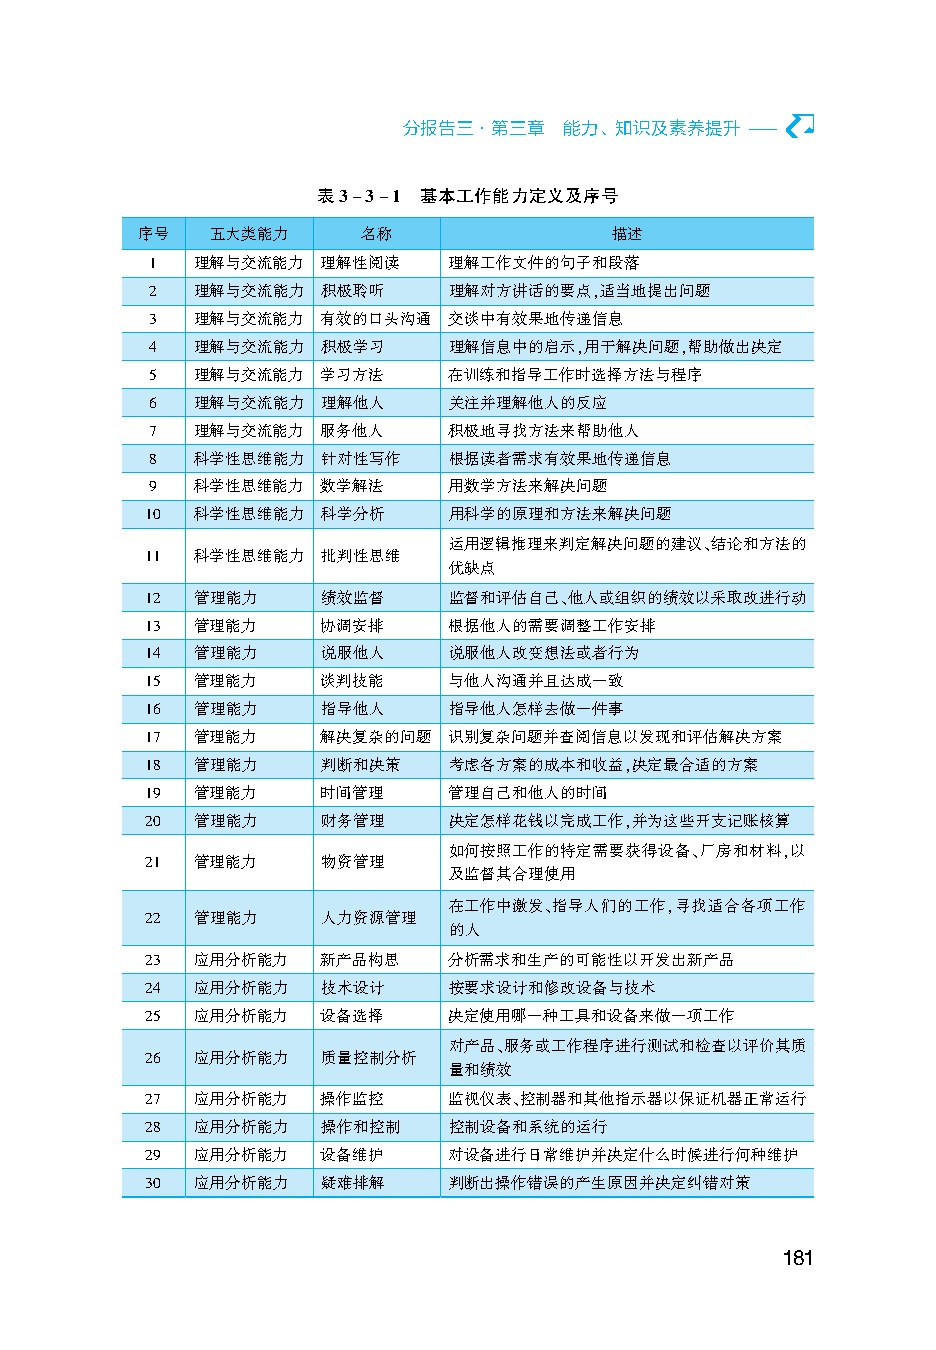 分报告三·第三章　能力、知识及素养提升
表 3-3-1　基本工作能力定义及序号
序号 五大类能力 名称 描述
1 理解与交流能力 理解性阅读 理解工作文件的句子和段落
2 理解与交流能力 积极聆听 理解对方讲话的要点,适当地提出问题
3 理解与交流能力 有效的口头沟通 交谈中有效果地传递信息
4 理解与交流能力 积极学习 理解信息中的启示,用于解决问题,帮助做出决定
5 理解与交流能力 学习方法 在训练和指导工作时选择方法与程序
6 理解与交流能力 理解他人 关注并理解他人的反应
7 理解与交流能力 服务他人 积极地寻找方法来帮助他人
8 科学性思维能力 针对性写作 根据读者需求有效果地传递信息
9 科学性思维能力 数学解法 用数学方法来解决问题
10 科学性思维能力 科学分析 用科学的原理和方法来解决问题
11 科学性思维能力 批判性思维 运用逻辑推理来判定解决问题的建议、结论和方法的
优缺点
12 管理能力 绩效监督 监督和评估自己、他人或组织的绩效以采取改进行动
13 管理能力 协调安排 根据他人的需要调整工作安排
14 管理能力 说服他人 说服他人改变想法或者行为
15 管理能力 谈判技能 与他人沟通并且达成一致
16 管理能力 指导他人 指导他人怎样去做一件事
17 管理能力 解决复杂的问题 识别复杂问题并查阅信息以发现和评估解决方案
18 管理能力 判断和决策 考虑各方案的成本和收益,决定最合适的方案
19 管理能力 时间管理 管理自己和他人的时间
20 管理能力 财务管理 决定怎样花钱以完成工作,并为这些开支记账核算
21 管理能力 物资管理 如何按照工作的特定需要获得设备、厂房和材料,以
及监督其合理使用
22 管理能力 人力资源管理 在工作中激发、指导人们的工作,寻找适合各项工作
的人
23 应用分析能力 新产品构思 分析需求和生产的可能性以开发出新产品
24 应用分析能力 技术设计 按要求设计和修改设备与技术
25 应用分析能力 设备选择 决定使用哪一种工具和设备来做一项工作
26 应用分析能力 质量控制分析 对产品、服务或工作程序进行测试和检查以评价其质
量和绩效
27 应用分析能力 操作监控 监视仪表、控制器和其他指示器以保证机器正常运行
28 应用分析能力 操作和控制 控制设备和系统的运行
29 应用分析能力 设备维护 对设备进行日常维护并决定什么时候进行何种维护
30 应用分析能力 疑难排解 判断出操作错误的产生原因并决定纠错对策
181